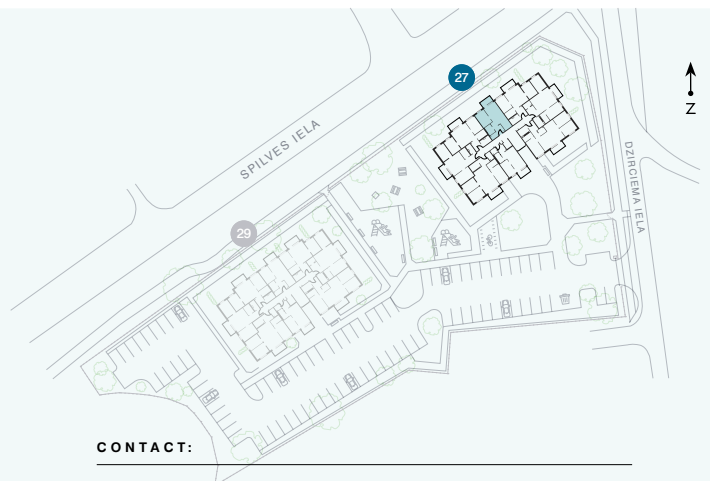 27
Z
SPILVES IELA
DZIRCIEMA IELA
29
CONTACT: